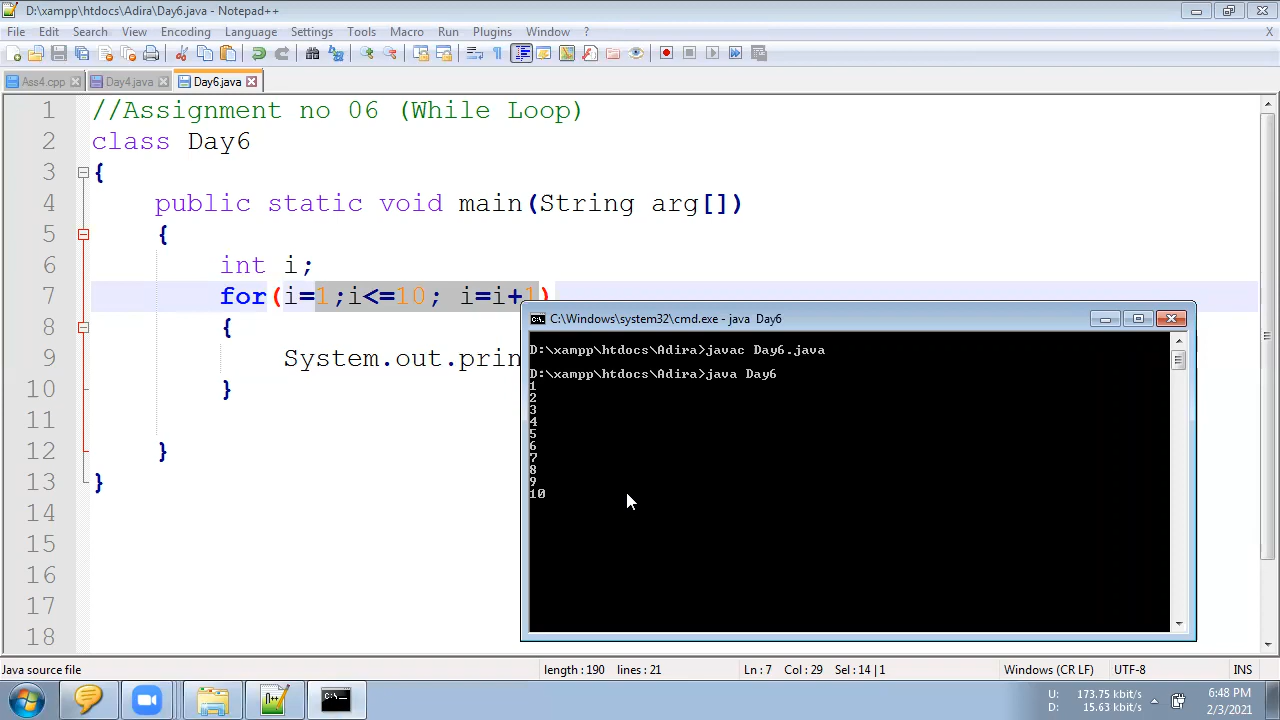 D:\xampp\htdocs\Adira\Day6.java - Notepad++
File Edit Search View Encoding Language Settings Tools Macro Run Plugins Window ? X
Ass4.cpp Day4.java Day6.java
1 //Assignment no 06 (While Loop)
2 class Day6
3 {
4 public static void main(String arg[])
5 {
6 int i;
7 for(i=1;i<=10; i=i+1)
8 {
9 System.out.prin
10 }
11
12 }
13 }
14
15
16
17
18
C:\Windows\system32\cmd.exe - java Day6
D:\xampp\htdocs\Adira>javac Day6.java
D:\xampp\htdocs\Adira>java Day6
1
2
3
4
5
6
7
8
9
10
Java source file length : 190 lines : 21 Ln : 7 Col : 29 Sel : 14 | 1 Windows (CR LF) UTF-8 INS
U: 173.75 kbit/s
D: 15.63 kbit/s
6:48 PM
2/3/2021